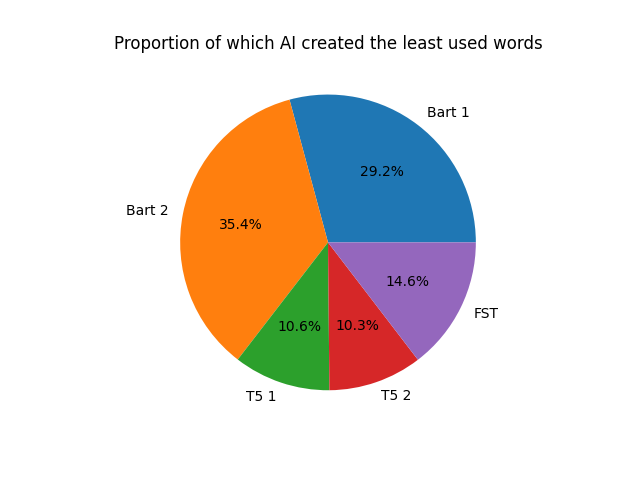 Proportion of which AI created the least used words
Bart 1
29.2%
Bart 2
35.4%
T5 1
10.6%
T5 2
10.3%
FST
14.6%